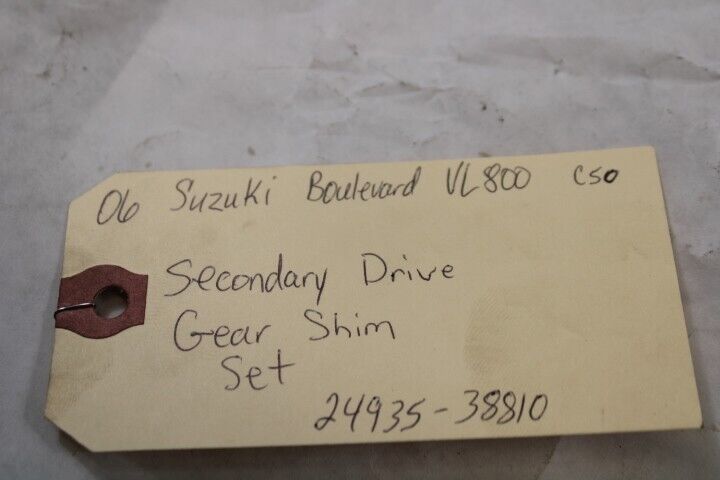 06 Suzuki Boulevard VL800 C50
Secondary Drive
Gear Shim
Set
24935-38810